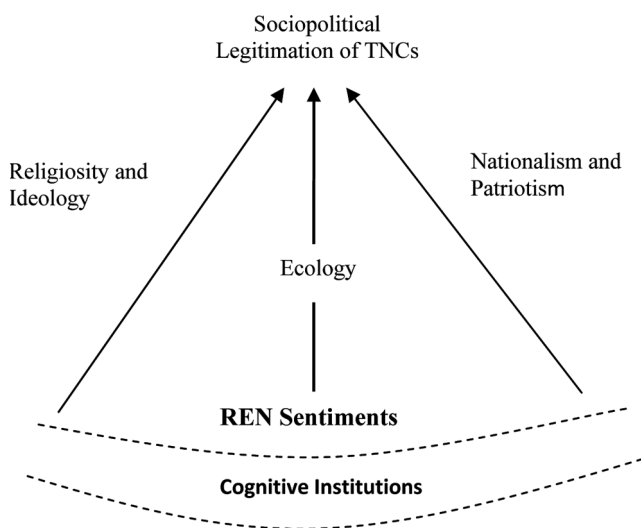 Sociopolitical
Legitimation of TNCs
Religiosity and
Ideology
Nationalism and
Patriotism
Ecology
REN Sentiments
Cognitive Institutions